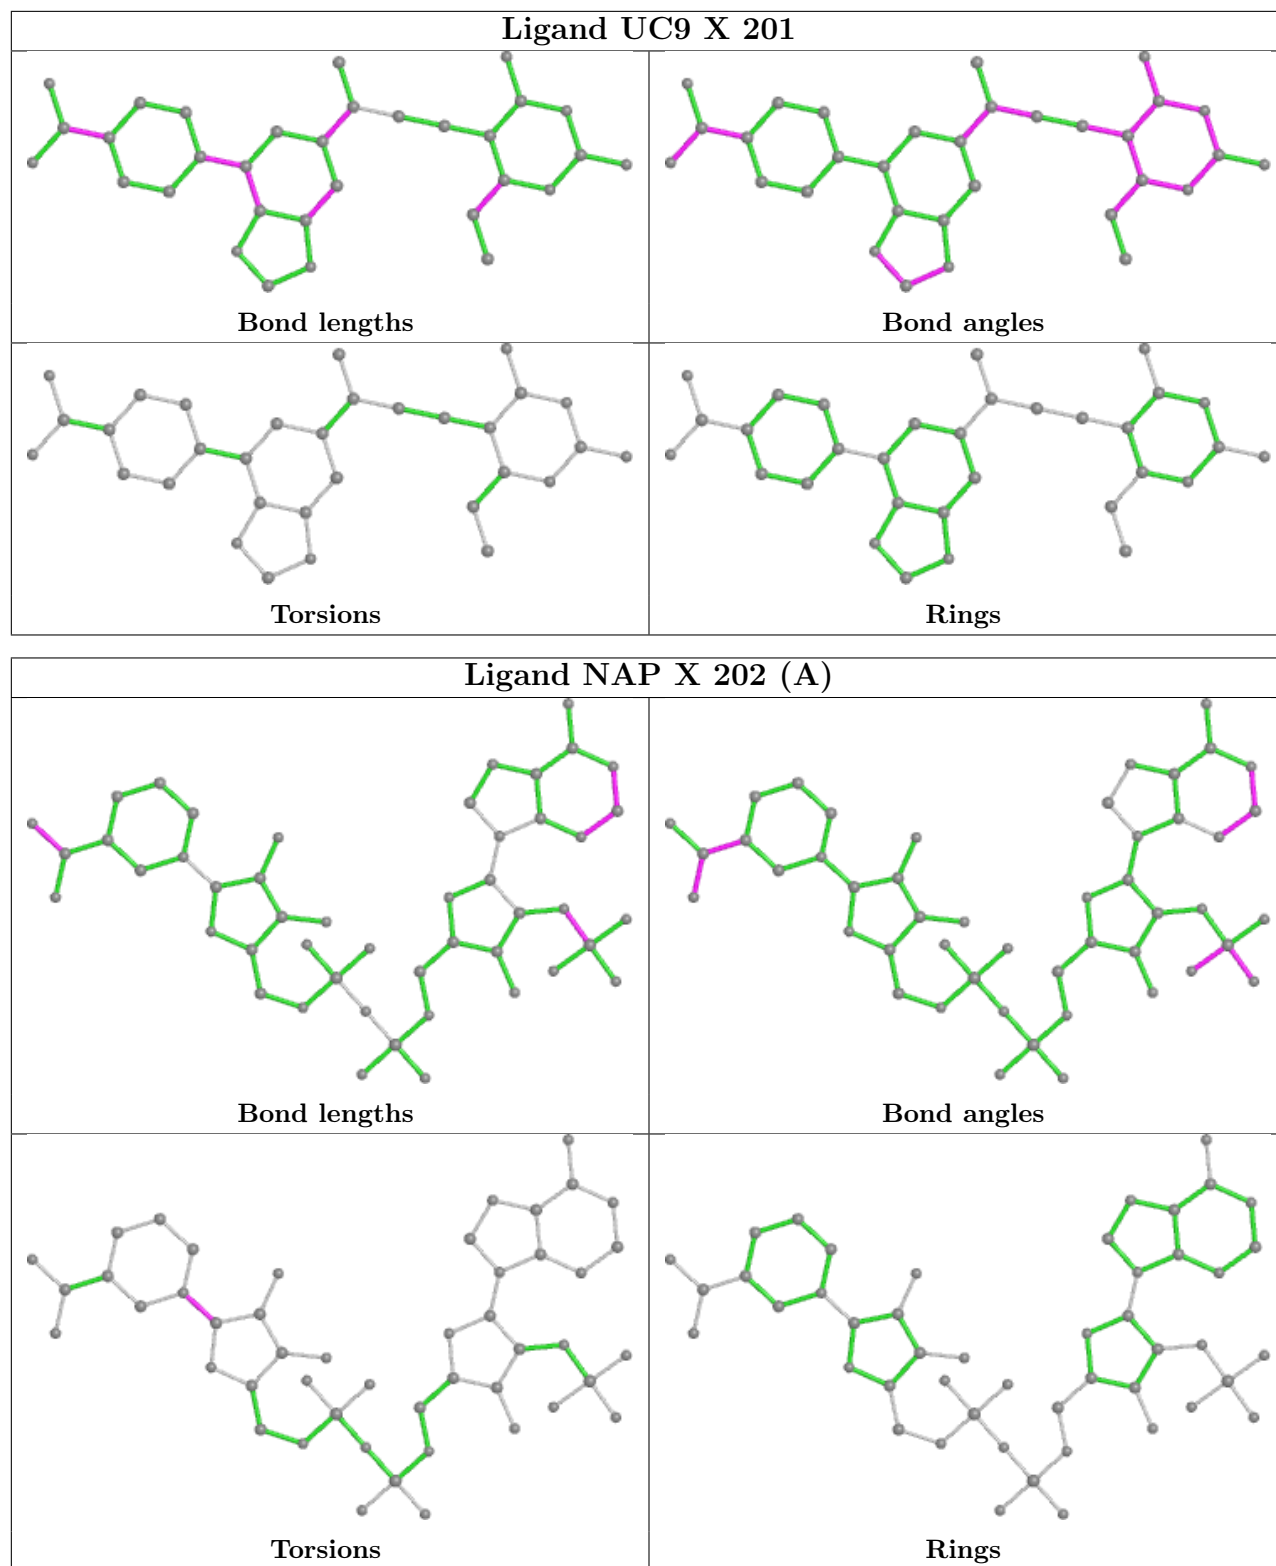 Ligand UC9 X 201
Bond lengths
Bond angles
Torsions
Rings
Ligand NAP X 202 (A)
Bond lengths
Bond angles
Torsions
Rings